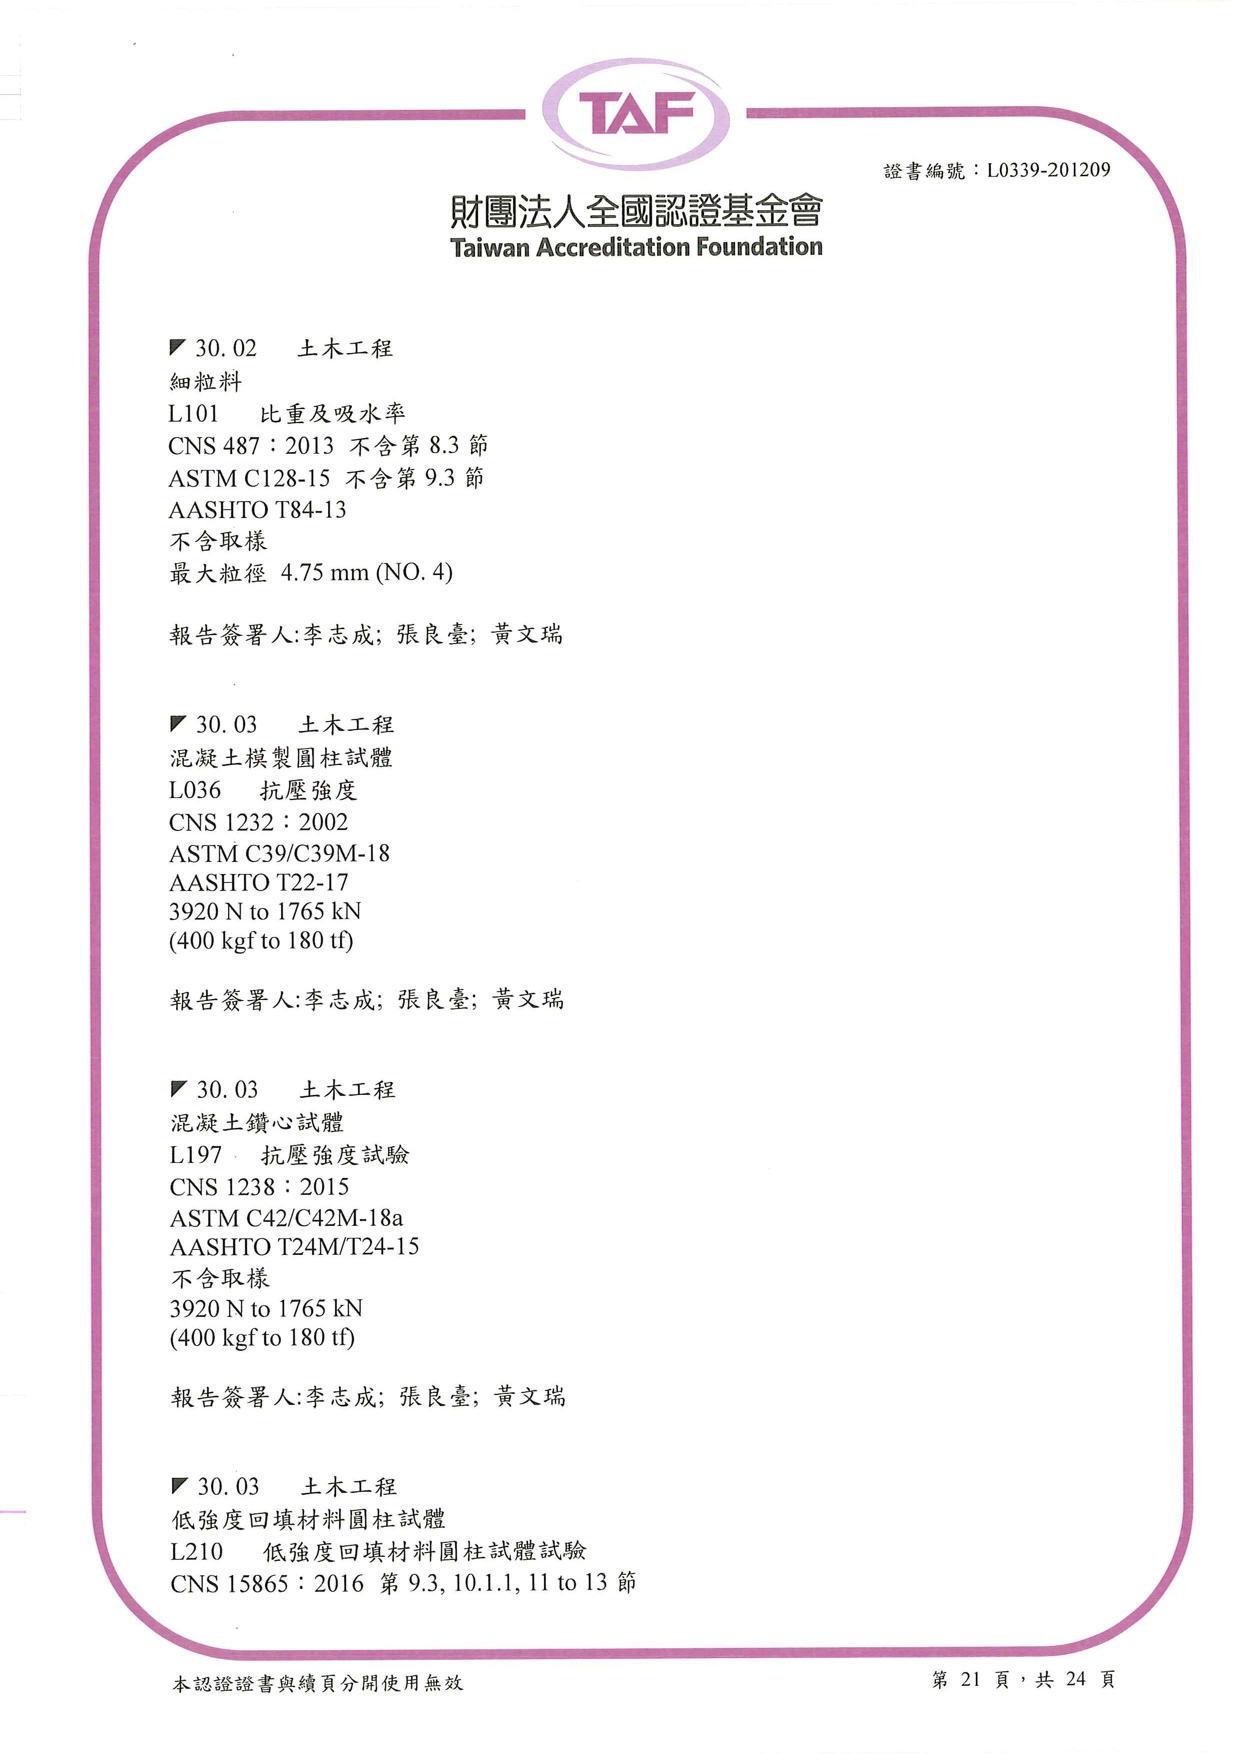 TAF
證書編號：L0339-201209
財團法人全國認證基金會
Taiwan Accreditation Foundation
30.02 土木工程
細粒料
L101 比重及吸水率
CNS 487：2013 不含第 8.3 節
ASTM C128-15 不含第 9.3 節
AASHTO T84-13
不含取樣
最大粒徑 4.75 mm (NO. 4)
報告簽署人:李志成; 張良臺; 黃文瑞
30.03 土木工程
混凝土模製圓柱試體
L036 抗壓強度
CNS 1232：2002
ASTM C39/C39M-18
AASHTO T22-17
3920 N to 1765 kN
(400 kgf to 180 tf)
報告簽署人:李志成; 張良臺; 黃文瑞
30.03 土木工程
混凝土鑽心試體
L197 抗壓強度試驗
CNS 1238：2015
ASTM C42/C42M-18a
AASHTO T24M/T24-15
不含取樣
3920 N to 1765 kN
(400 kgf to 180 tf)
報告簽署人:李志成; 張良臺; 黃文瑞
30.03 土木工程
低強度回填材料圓柱試體
L210 低強度回填材料圓柱試體試驗
CNS 15865：2016 第 9.3, 10.1.1, 11 to 13 節
本認證證書與續頁分開使用無效
第 21 頁，共 24 頁